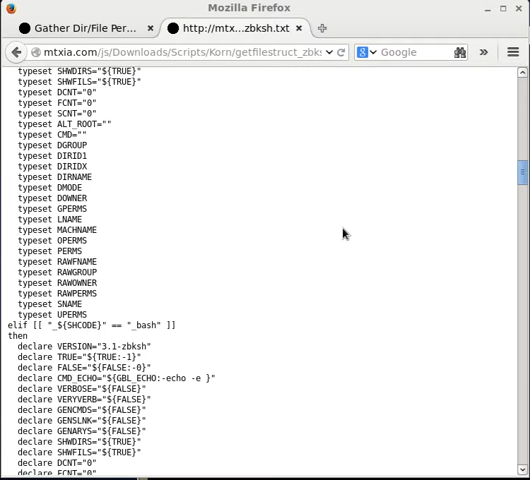 Mozilla Firefox
Gather Dir/File Per...
http://mtx...zbksh.txt
mtxia.com/js/Downloads/Scripts/Korn/getfilestruct_zbks
Google
typeset SHWDIRS="${TRUE}"
typeset SHWFILS="${TRUE}"
typeset DCNT="0"
typeset FCNT="0"
typeset SCNT="0"
typeset ALT_ROOT=""
typeset CMD=""
typeset DGROUP
typeset DIRID1
typeset DIRIDX
typeset DIRNAME
typeset DMODE
typeset DOWNER
typeset GPERMS
typeset LNAME
typeset MACHNAME
typeset OPERMS
typeset PERMS
typeset RAWFNAME
typeset RAWGROUP
typeset RAWOWNER
typeset RAWPERMS
typeset SNAME
typeset UPERMS
elif [[ "_${SHCODE}" == "_bash" ]]
then
declare VERSION="3.1-zbksh"
declare TRUE="${TRUE:-1}"
declare FALSE="${FALSE:-0}"
declare CMD_ECHO="${GBL_ECHO:-echo -e }"
declare VERBOSE="${FALSE}"
declare VERYVERB="${FALSE}"
declare GENCMDS="${FALSE}"
declare GENSLNK="${FALSE}"
declare GENARYS="${FALSE}"
declare SHWDIRS="${TRUE}"
declare SHWFILS="${TRUE}"
declare DCNT="0"
declare FCNT="0"